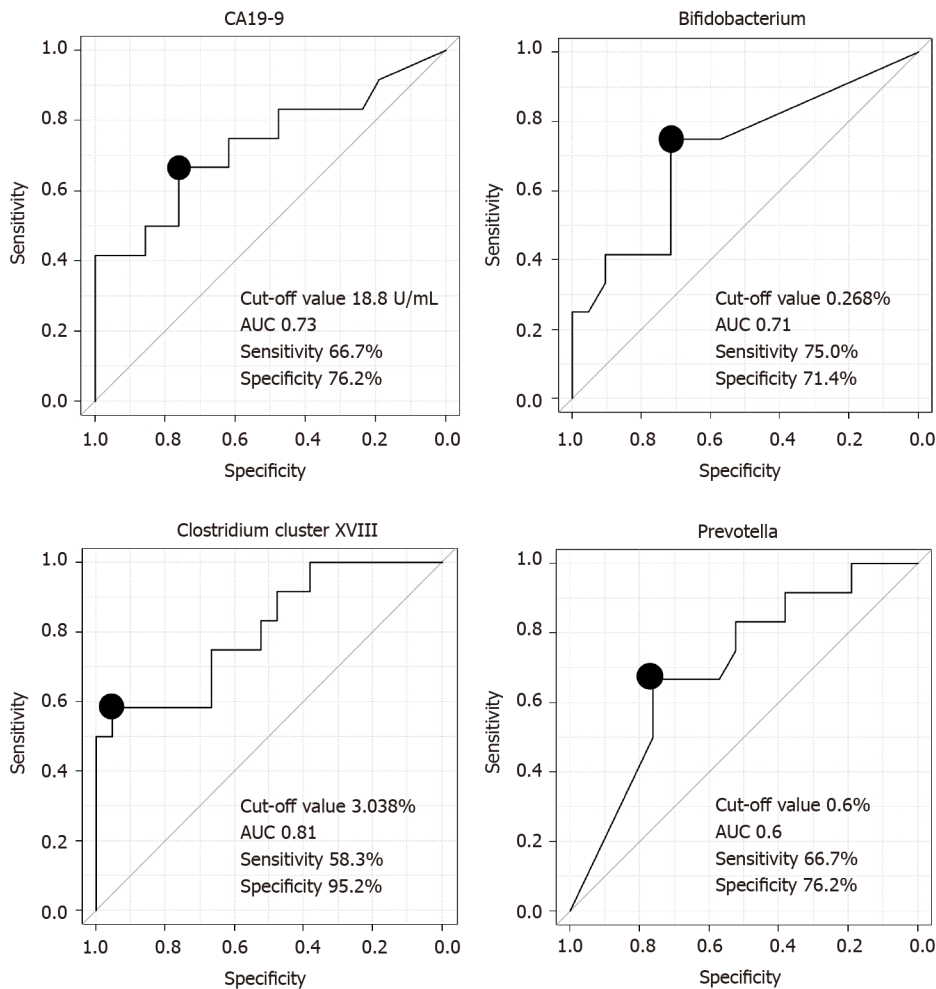 CA19-9
1.0
0.8
0.6
0.4
0.2
0.0
Sensitivity
Cut-off value 18.8 U/mL
AUC 0.73
Sensitivity 66.7%
Specificity 76.2%
1.0 0.8 0.6 0.4 0.2 0.0
Specificity
Bifidobacterium
1.0
0.8
0.6
0.4
0.2
0.0
Sensitivity
Cut-off value 0.268%
AUC 0.71
Sensitivity 75.0%
Specificity 71.4%
1.0 0.8 0.6 0.4 0.2 0.0
Specificity
Clostridium cluster XVIII
1.0
0.8
0.6
0.4
0.2
0.0
Sensitivity
Cut-off value 3.038%
AUC 0.81
Sensitivity 58.3%
Specificity 95.2%
1.0 0.8 0.6 0.4 0.2 0.0
Specificity
Prevotella
1.0
0.8
0.6
0.4
0.2
0.0
Sensitivity
Cut-off value 0.6%
AUC 0.6
Sensitivity 66.7%
Specificity 76.2%
1.0 0.8 0.6 0.4 0.2 0.0
Specificity